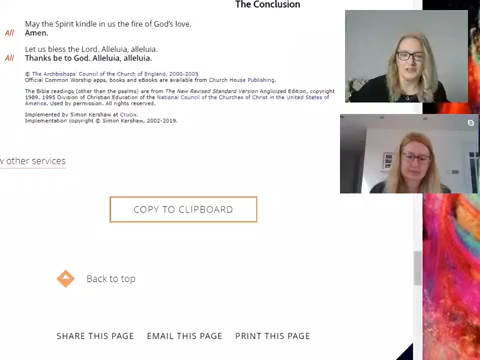 The Conclusion
May the Spirit kindle in us the fire of God's love.
All Amen.
Let us bless the Lord. Alleluia, alleluia.
All Thanks be to God. Alleluia, alleluia.
© The Archbishops' Council of the Church of England, 2000-2005
Official Common Worship apps, books and ebooks are available from Church House Publishing.
The Bible readings (other than the psalms) are from The New Revised Standard Version Anglicized Edition, copyright
1989, 1995 Division of Christian Education of the National Council of the Churches of Christ in the United States of
America. Used by permission. All rights reserved.
Implemented by Simon Kershaw at Crucix.
Implementation copyright © Simon Kershaw, 2002-2019.
w other services
COPY TO CLIPBOARD
Back to top
SHARE THIS PAGE EMAIL THIS PAGE PRINT THIS PAGE